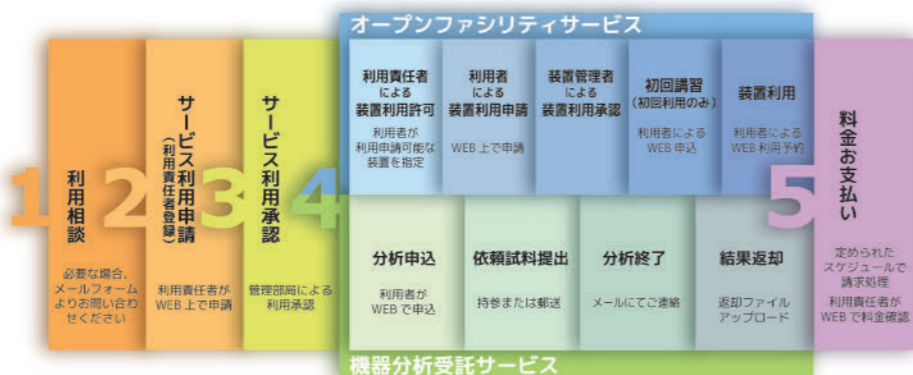 1
利用相談
必要な場合、
メールフォーム
よりお問い合わ
せください
2
サービス利用申請
(利用責任者登録)
利用責任者が
WEB上で申請
3
サービス利用承認
管理部局による
利用承認
4
オープンファシリティサービス
利用責任者
による
装置利用許可
利用者が
利用申請可能な
装置を指定
利用者
による
装置利用申請
WEB上で申請
装置管理者
による
装置利用承認
初回講習
(初回利用のみ)
利用者による
WEB申込
装置利用
利用者による
WEB利用予約
分析申込
利用者が
WEBで申込
依頼試料提出
持参または郵送
分析終了
メールにてご連絡
結果返却
返却ファイル
アップロード
機器分析受託サービス
5
料金お支払い
定められた
スケジュールで
請求処理
利用責任者が
WEBで料金確認